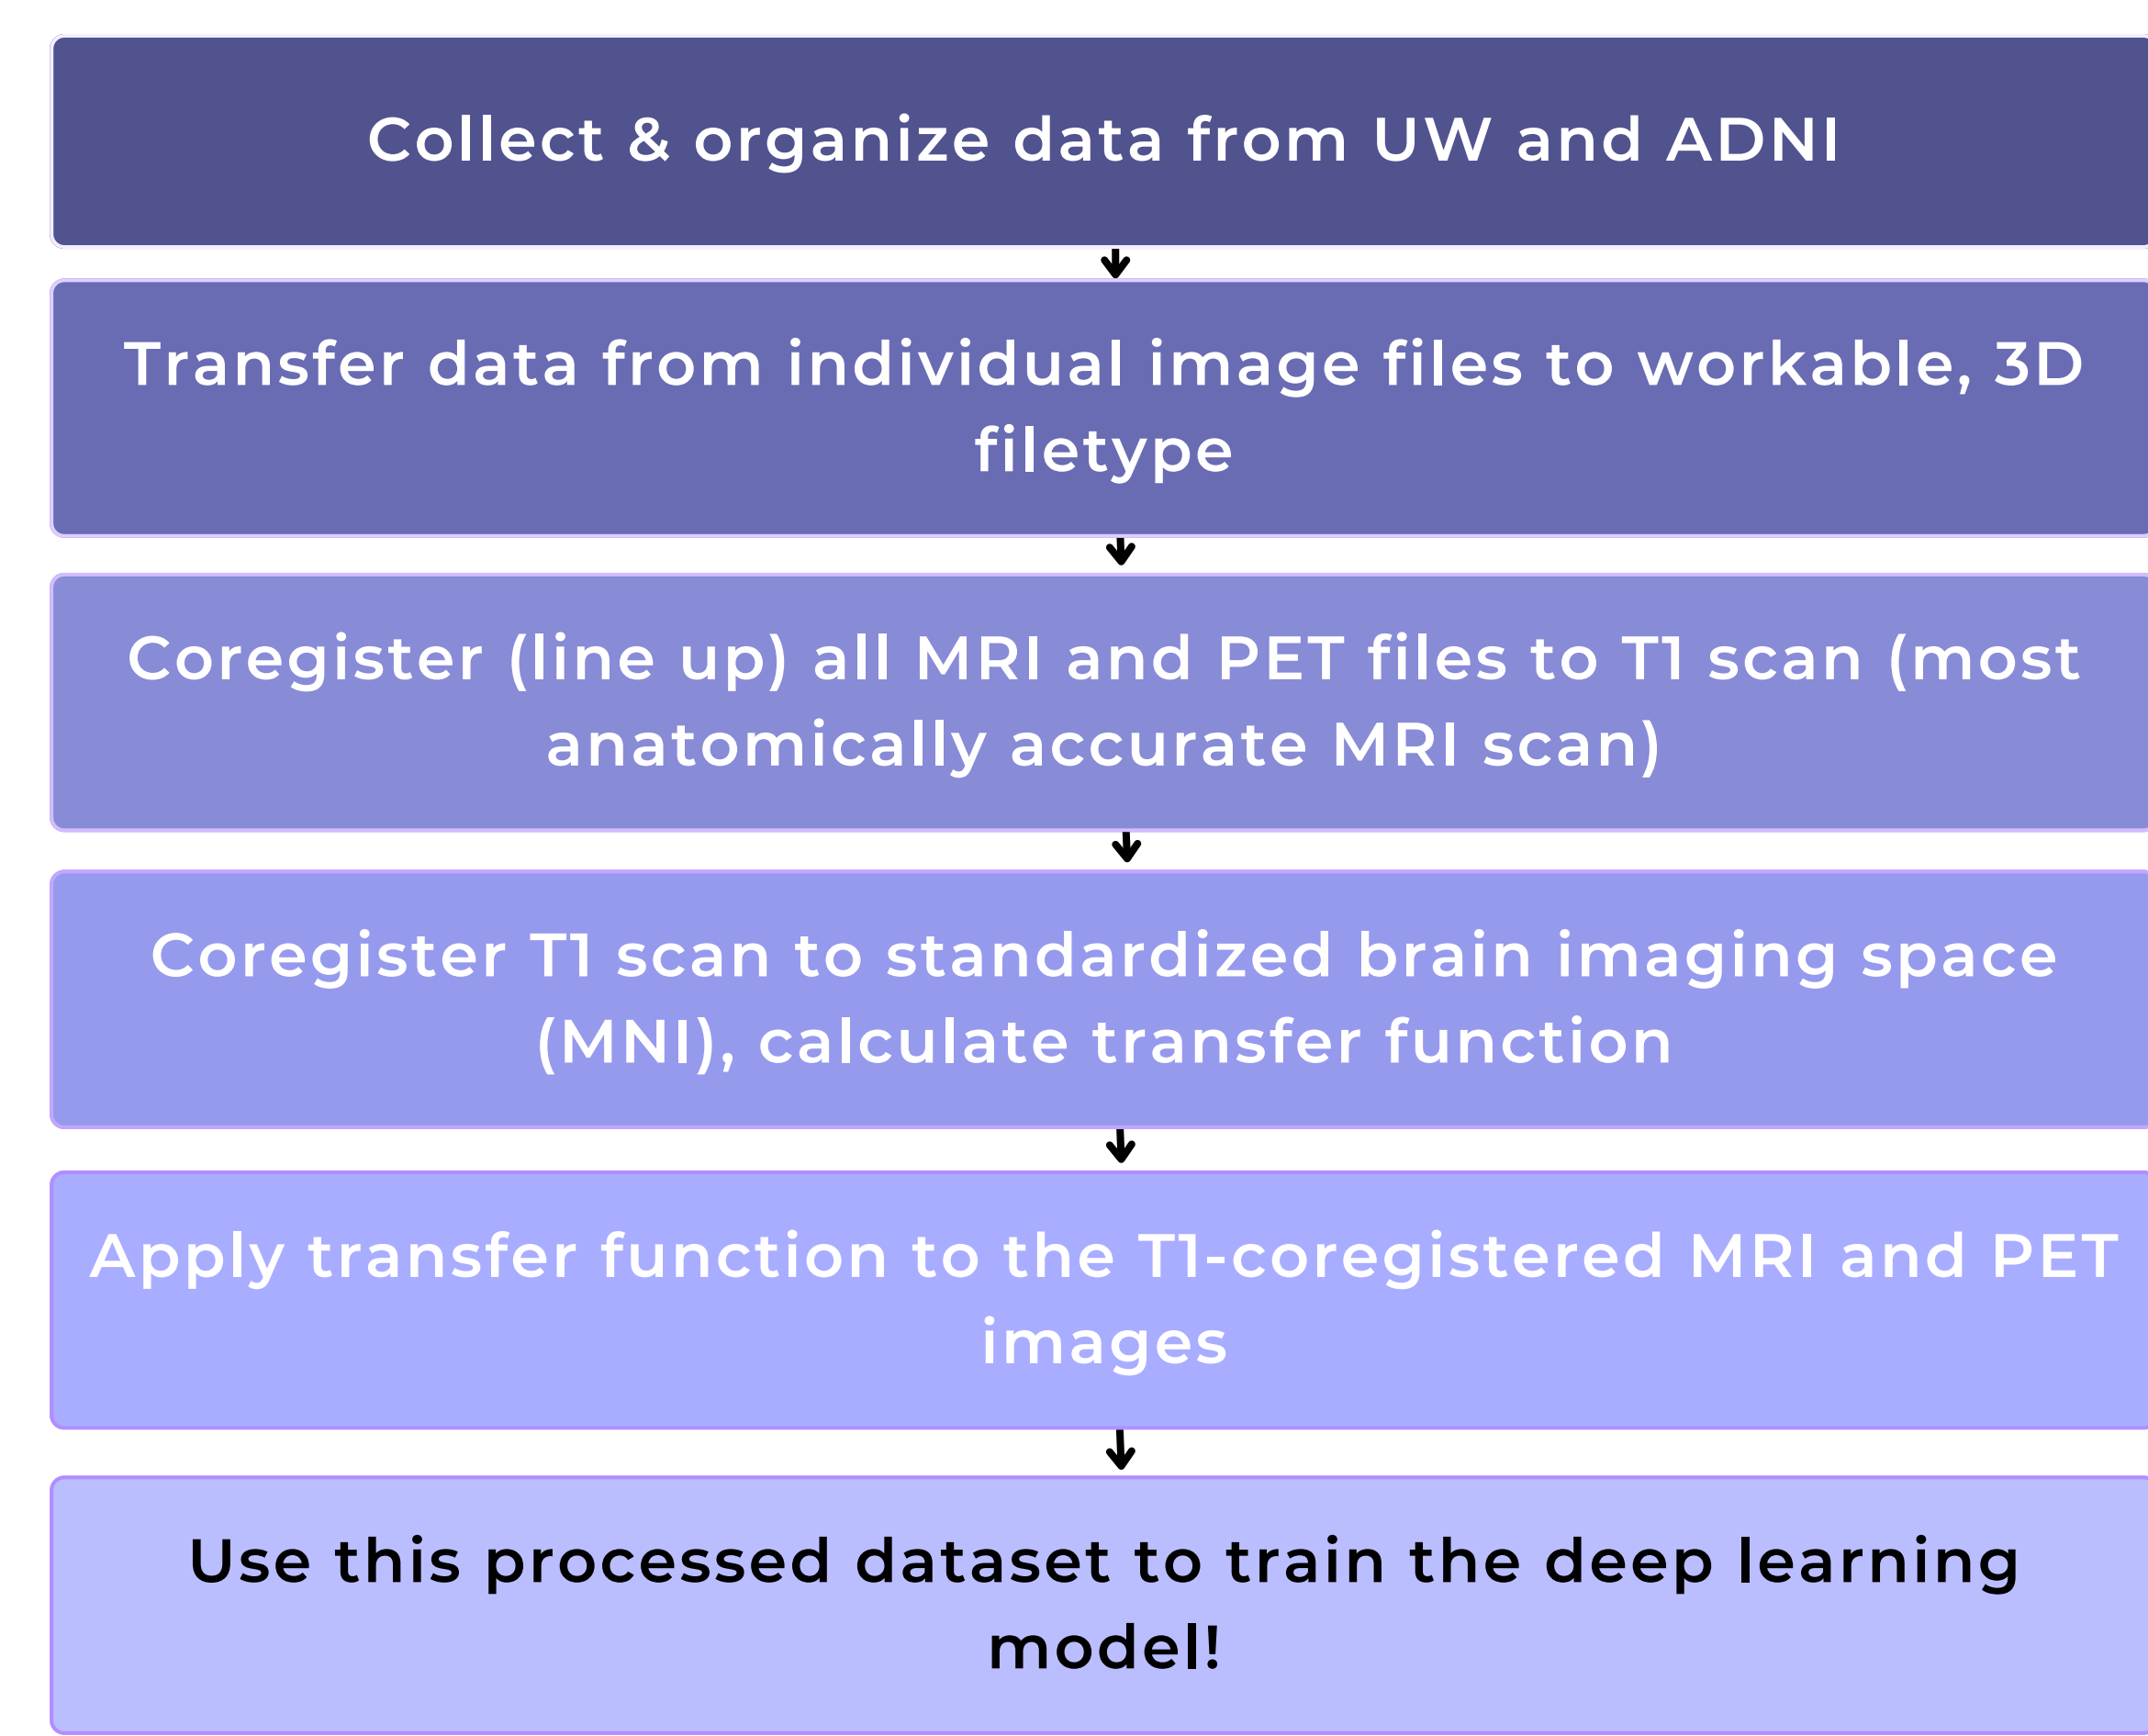 Collect & organize data from UW and ADNI
Transfer data from individual image files to workable, 3D
filetype
Coregister (line up) all MRI and PET files to T1 scan (most
anatomically accurate MRI scan)
Coregister T1 scan to standardized brain imaging space
(MNI), calculate transfer function
Apply transfer function to the T1-coregistered MRI and PET
images
Use this processed dataset to train the deep learning
model!